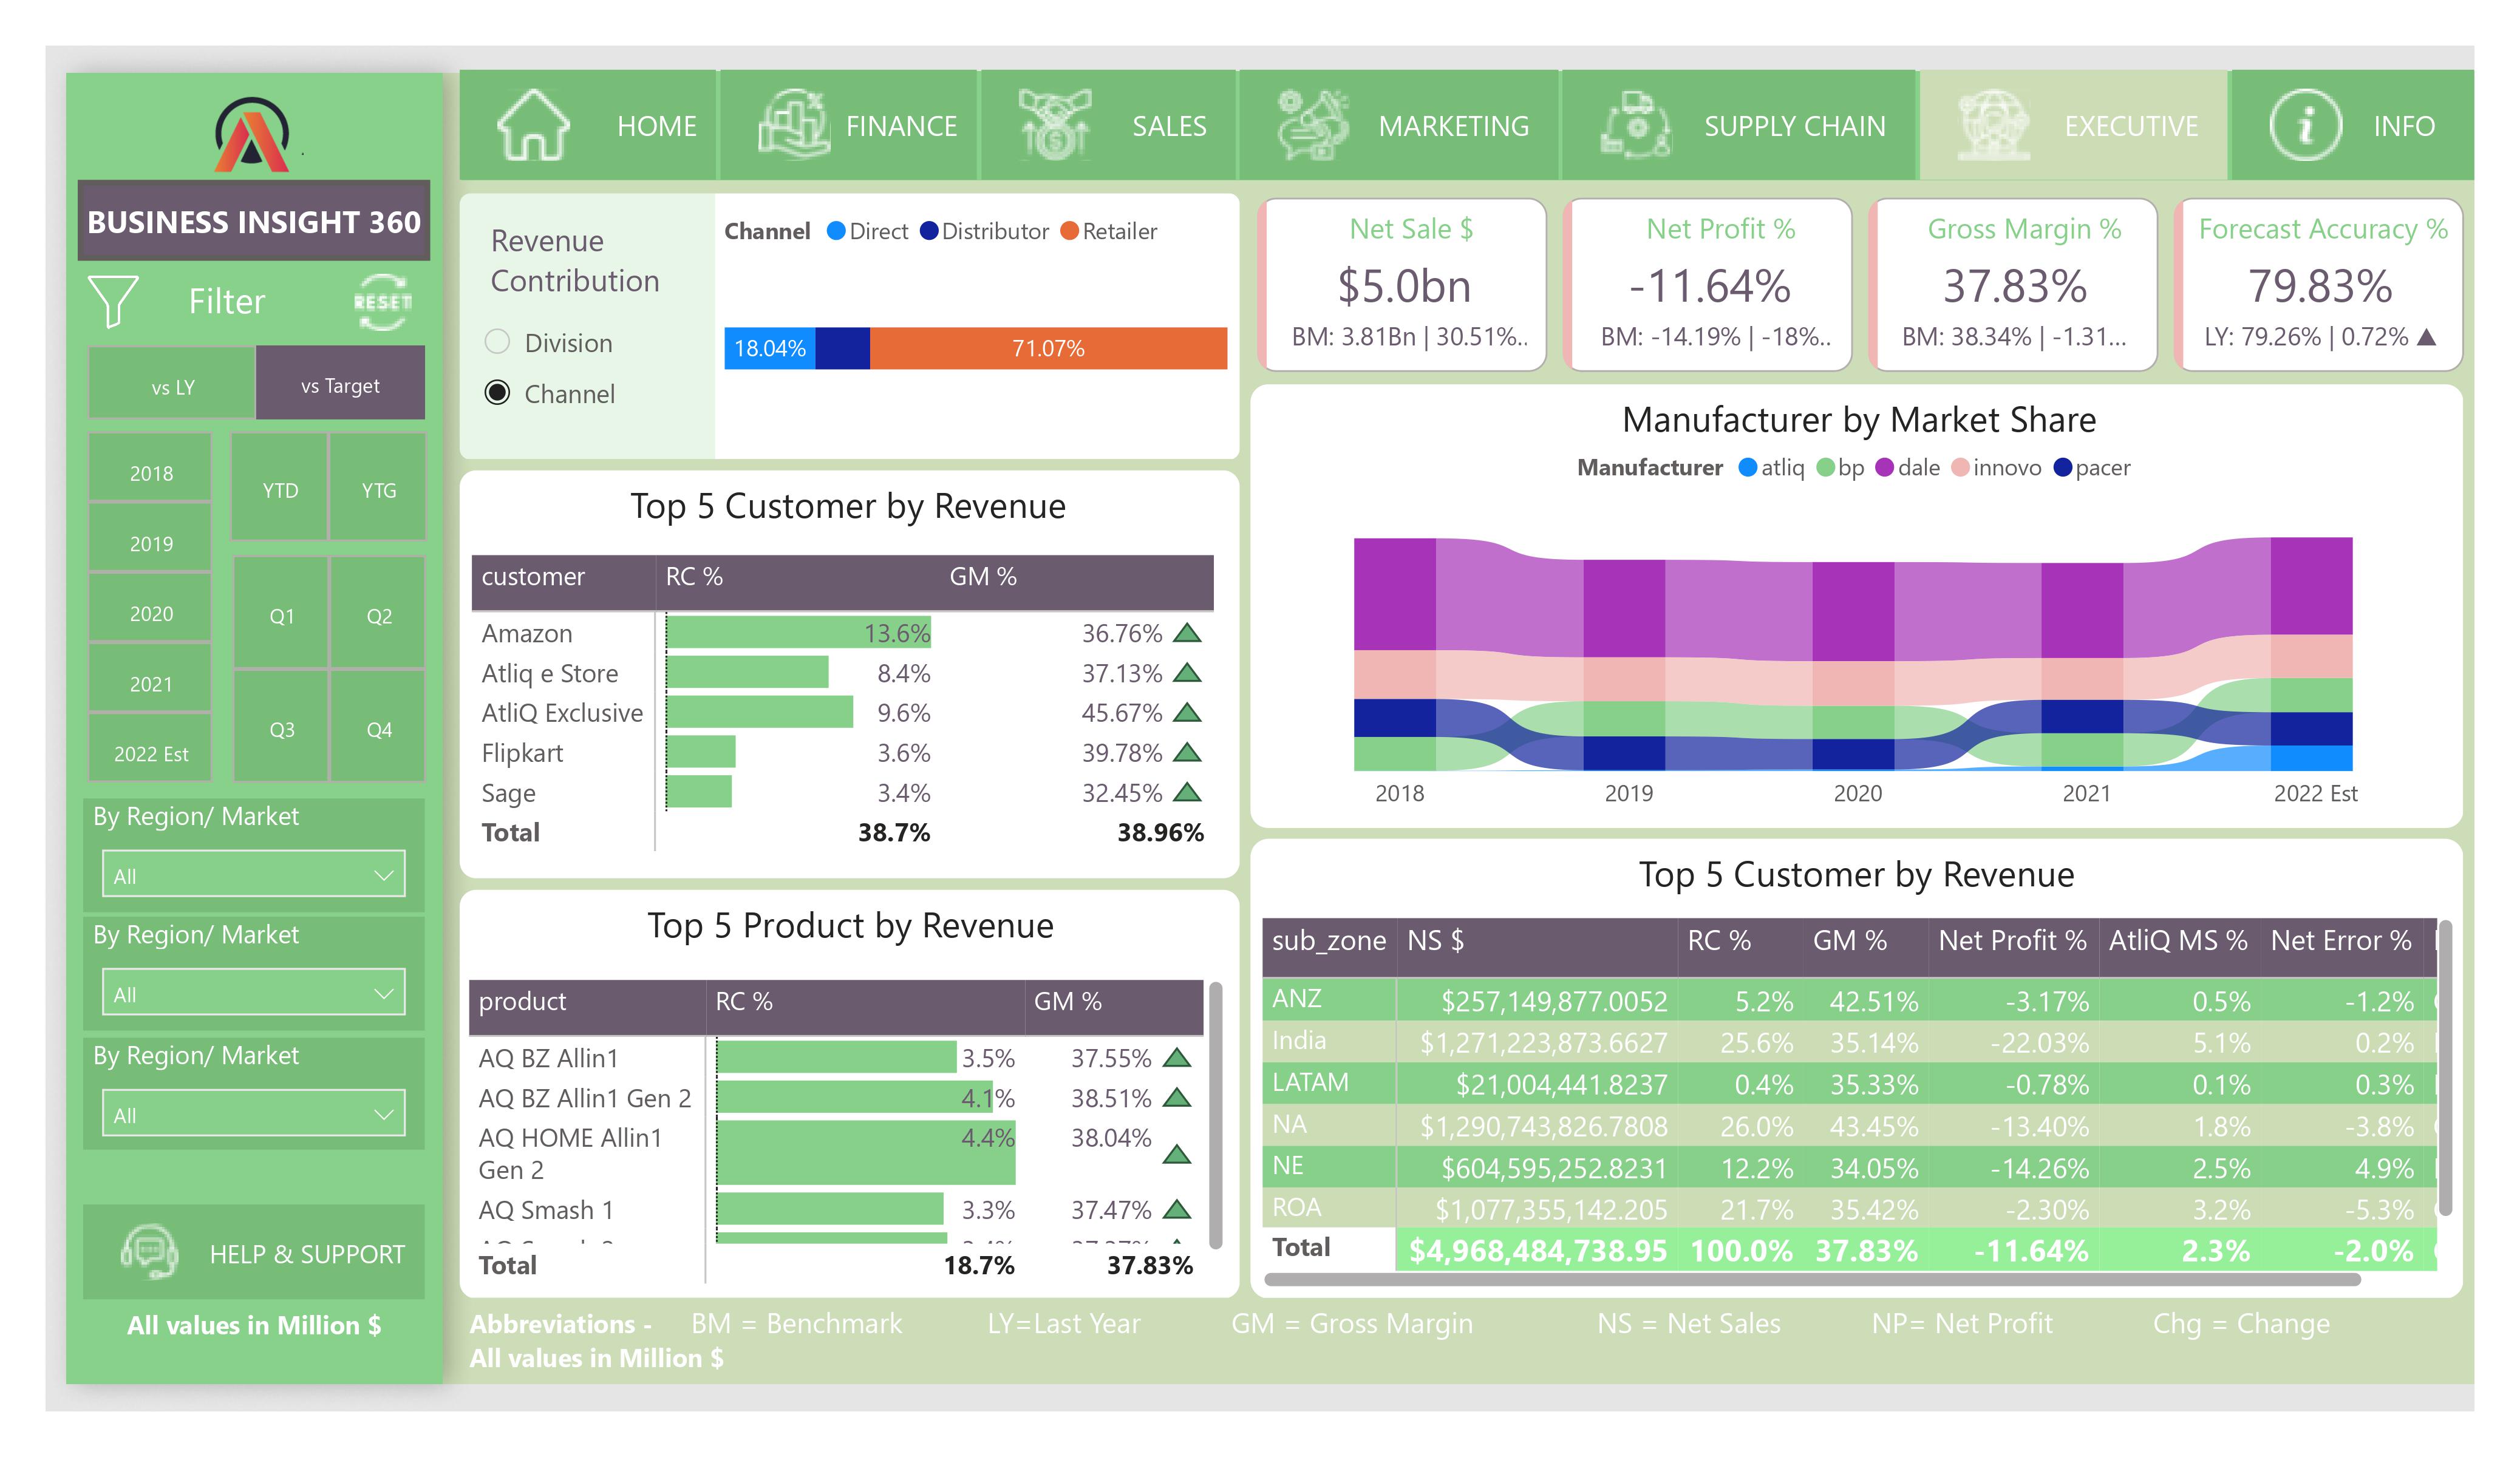 HOME
FINANCE
SALES
MARKETING
SUPPLY CHAIN
EXECUTIVE
INFO
BUSINESS INSIGHT 360
Filter
RESET
vs LY
vs Target
2018
2019
2020
2021
2022 Est
YTD
YTG
Q1
Q2
Q3
Q4
By Region/ Market
All
By Region/ Market
All
By Region/ Market
All
HELP & SUPPORT
All values in Million $
Revenue
Contribution
Division
Channel
Channel Direct Distributor Retailer
18.04% 71.07%
Net Sale $
$5.0bn
BM: 3.81Bn | 30.51%..
Net Profit %
-11.64%
BM: -14.19% | -18%..
Gross Margin %
37.83%
BM: 38.34% | -1.31...
Forecast Accuracy %
79.83%
LY: 79.26% | 0.72% ▲
Top 5 Customer by Revenue
customer RC % GM %
Amazon 13.6% 36.76%
Atliq e Store 8.4% 37.13%
AtliQ Exclusive 9.6% 45.67%
Flipkart 3.6% 39.78%
Sage 3.4% 32.45%
Total 38.7% 38.96%
Manufacturer by Market Share
Manufacturer atliq bp dale innovo pacer
2018 2019 2020 2021 2022 Est
Top 5 Product by Revenue
product RC % GM %
AQ BZ Allin1 3.5% 37.55%
AQ BZ Allin1 Gen 2 4.1% 38.51%
AQ HOME Allin1 4.4% 38.04%
Gen 2
AQ Smash 1 3.3% 37.47%
Total 18.7% 37.83%
Top 5 Customer by Revenue
sub_zone NS $ RC % GM % Net Profit % AtliQ MS % Net Error %
ANZ $257,149,877.0052 5.2% 42.51% -3.17% 0.5% -1.2%
India $1,271,223,873.6627 25.6% 35.14% -22.03% 5.1% 0.2%
LATAM $21,004,441.8237 0.4% 35.33% -0.78% 0.1% 0.3%
NA $1,290,743,826.7808 26.0% 43.45% -13.40% 1.8% -3.8%
NE $604,595,252.8231 12.2% 34.05% -14.26% 2.5% 4.9%
ROA $1,077,355,142.205 21.7% 35.42% -2.30% 3.2% -5.3%
Total $4,968,484,738.95 100.0% 37.83% -11.64% 2.3% -2.0%
Abbreviations - BM = Benchmark LY=Last Year GM = Gross Margin NS = Net Sales NP= Net Profit Chg = Change
All values in Million $